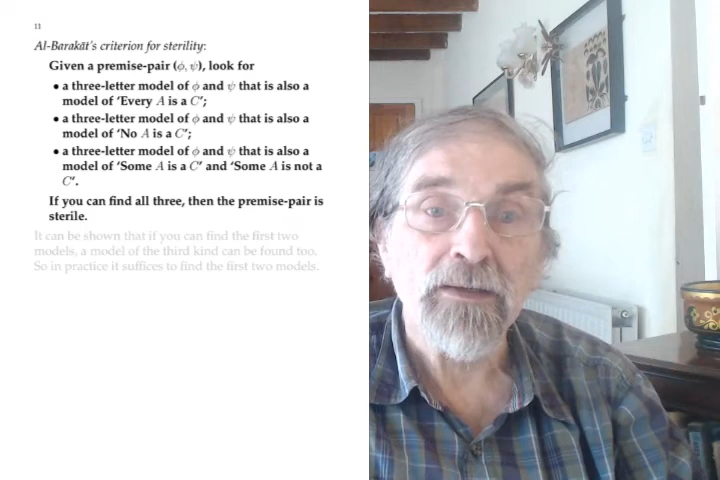 11
Al-Barakāt's criterion for sterility:
Given a premise-pair (ϕ, ψ), look for
• a three-letter model of ϕ and ψ that is also a
model of 'Every A is a C';
• a three-letter model of ϕ and ψ that is also a
model of 'No A is a C';
• a three-letter model of ϕ and ψ that is also a
model of 'Some A is a C' and 'Some A is not a
C'.
If you can find all three, then the premise-pair is
sterile.
It can be shown that if you can find the first two
models, a model of the third kind can be found too.
So in practice it suffices to find the first two models.